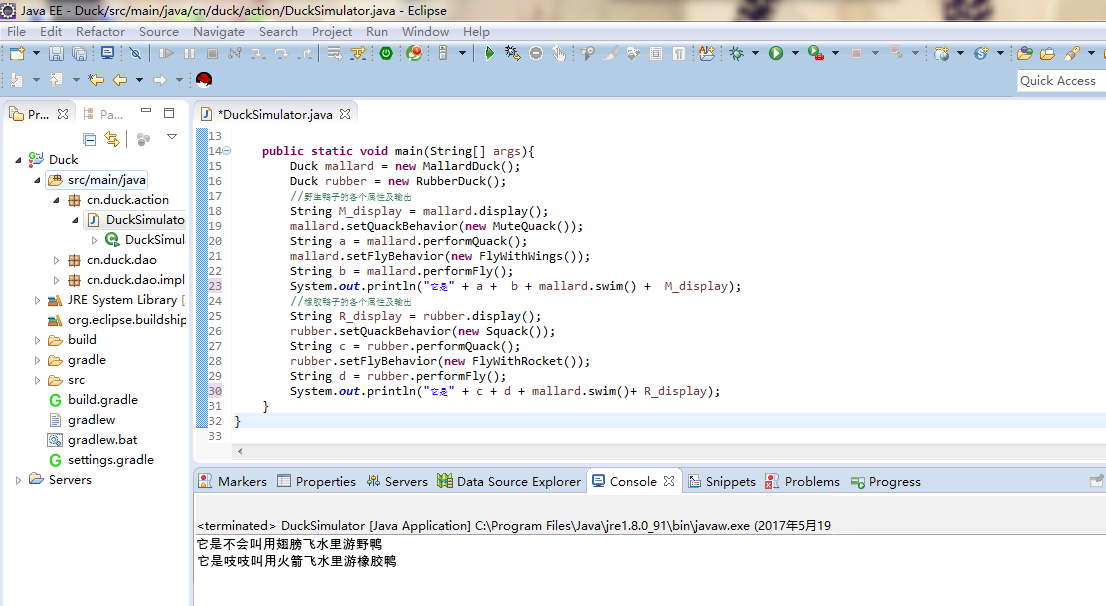 Java EE - Duck/src/main/java/cn/duck/action/DuckSimulator.java - Eclipse
File Edit Refactor Source Navigate Search Project Run Window Help
Quick Access
Pr...
Pa...
Duck
src/main/java
cn.duck.action
DuckSimulato
DuckSimul
cn.duck.dao
cn.duck.dao.impl
JRE System Library [
org.eclipse.buildship
build
gradle
src
build.gradle
gradlew
gradlew.bat
settings.gradle
Servers
*DuckSimulator.java
13
14 public static void main(String[] args){
15 Duck mallard = new MallardDuck();
16 Duck rubber = new RubberDuck();
17 //野生鸭子的各个属性及输出
18 String M_display = mallard.display();
19 mallard.setQuackBehavior(new MuteQuack());
20 String a = mallard.performQuack();
21 mallard.setFlyBehavior(new FlyWithWings());
22 String b = mallard.performFly();
23 System.out.println("它是" + a + b + mallard.swim() + M_display);
24 //橡胶鸭子的各个属性及输出
25 String R_display = rubber.display();
26 rubber.setQuackBehavior(new Squack());
27 String c = rubber.performQuack();
28 rubber.setFlyBehavior(new FlyWithRocket());
29 String d = rubber.performFly();
30 System.out.println("它是" + c + d + mallard.swim()+ R_display);
31 }
32 }
33
Markers Properties Servers Data Source Explorer Console Snippets Problems Progress
<terminated> DuckSimulator [Java Application] C:\Program Files\Java\jre1.8.0_91\bin\javaw.exe (2017年5月19
它是不会叫用翅膀飞水里游野鸭
它是吱吱叫用火箭飞水里游橡胶鸭